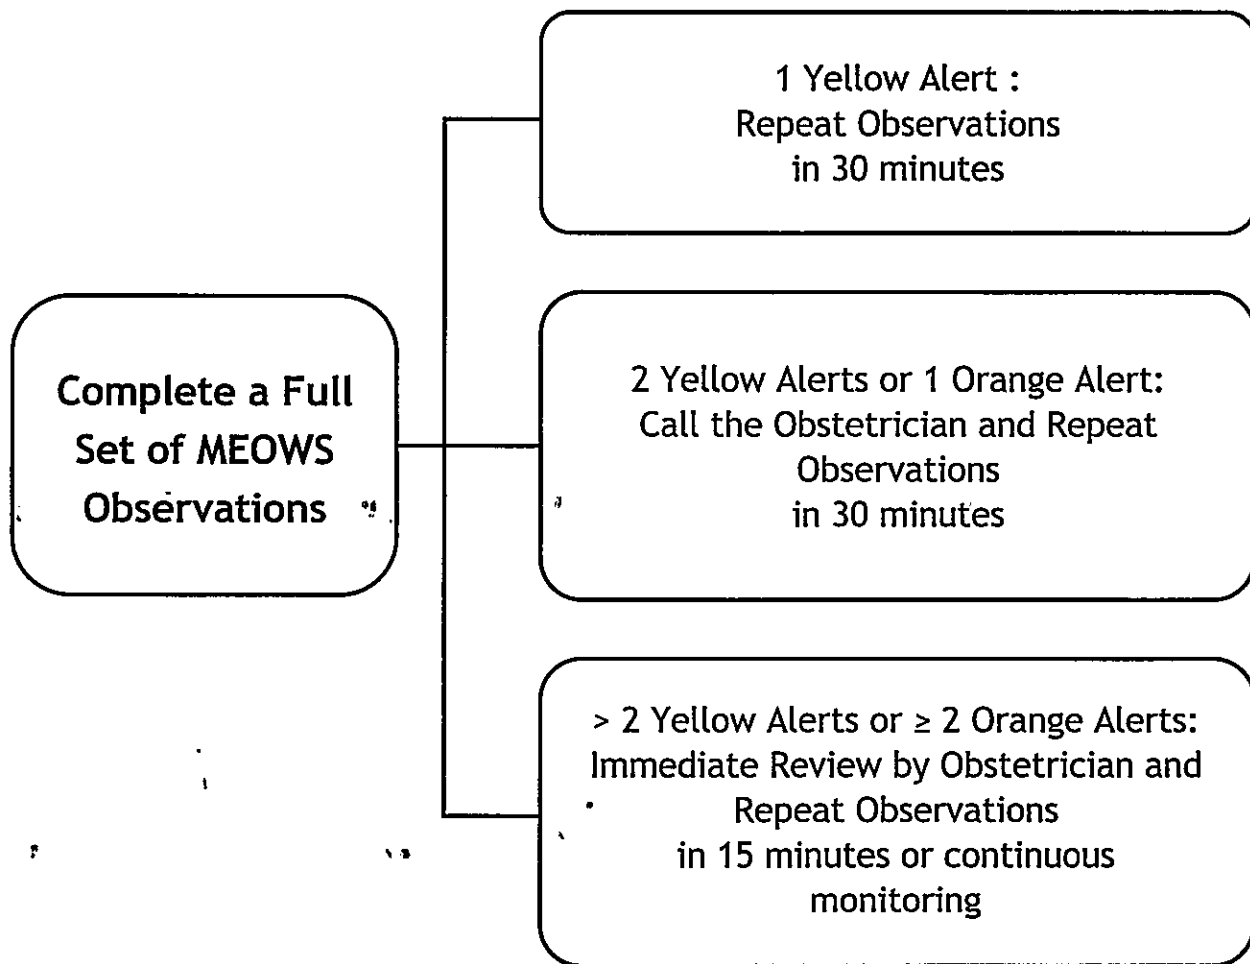 Complete a Full
Set of MEOWS
Observations
1 Yellow Alert :
Repeat Observations
in 30 minutes
2 Yellow Alerts or 1 Orange Alert:
Call the Obstetrician and Repeat
Observations
in 30 minutes
> 2 Yellow Alerts or ≥ 2 Orange Alerts:
Immediate Review by Obstetrician and
Repeat Observations
in 15 minutes or continuous
monitoring